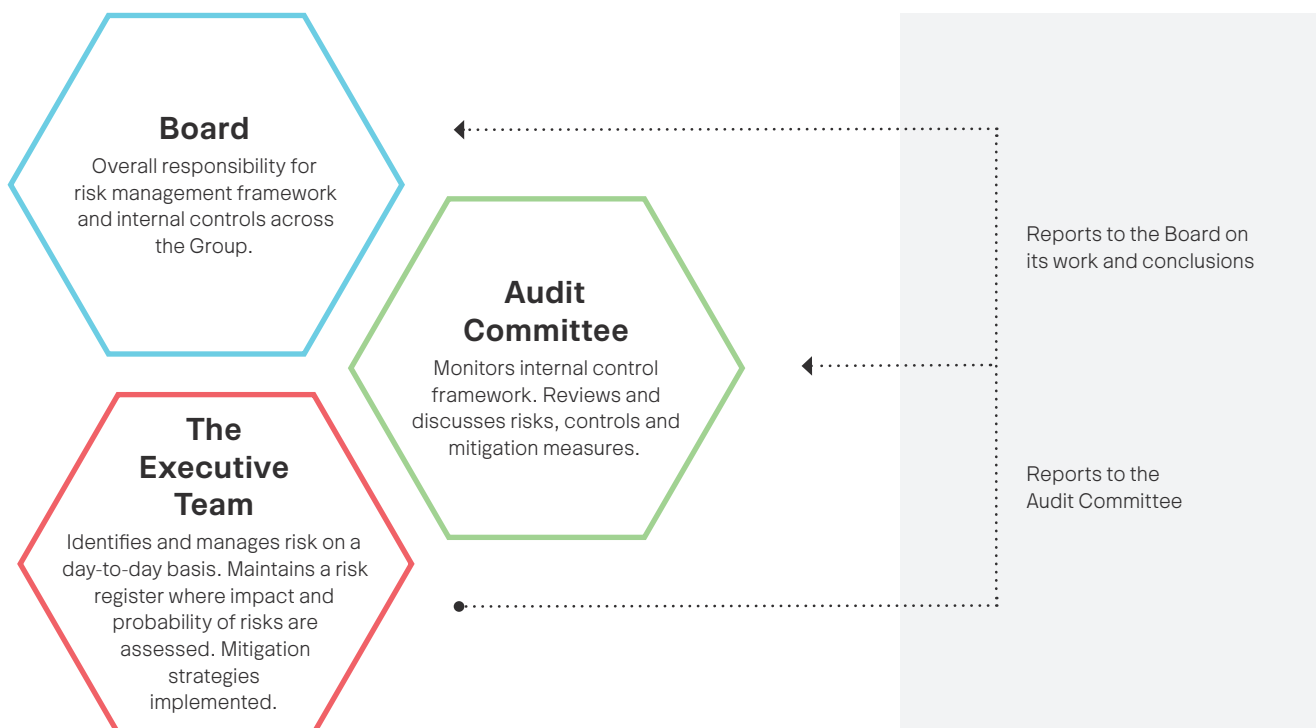 Board
Overall responsibility for
risk management framework
and internal controls across
the Group.
Audit
Committee
Monitors internal control
framework. Reviews and
discusses risks, controls and
mitigation measures.
The
Executive
Team
Identifies and manages risk on a
day-to-day basis. Maintains a risk
register where impact and
probability of risks are
assessed. Mitigation
strategies
implemented.
Reports to the Board on
its work and conclusions
Reports to the
Audit Committee